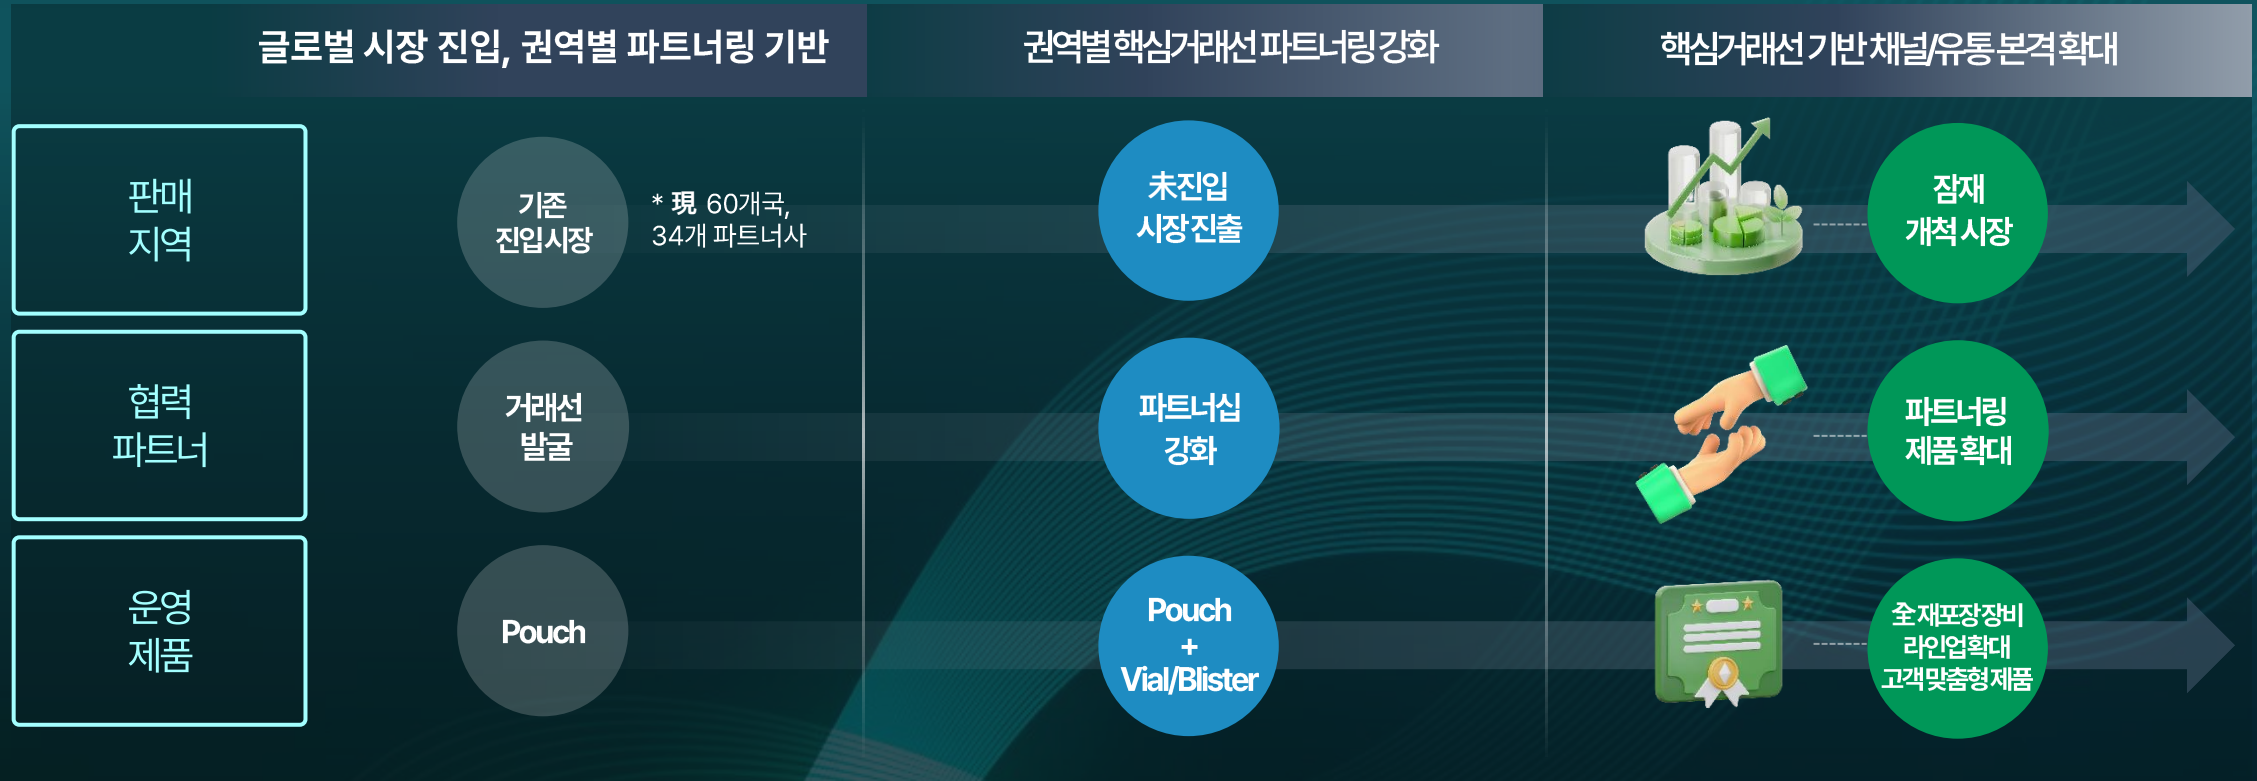 글로벌 시장 진입, 권역별 파트너링 기반
권역별 핵심거래선 파트너링 강화
핵심거래선 기반 채널/유통 본격 확대
판매
지역
기존
진입시장
* 現 60개국,
34개 파트너사
未진입
시장 진출
잠재
개척 시장
협력
파트너
거래선
발굴
파트너십
강화
파트너링
제품 확대
운영
제품
Pouch
Pouch
+
Vial/Blister
全 재포장 장비
라인업 확대
고객 맞춤형 제품